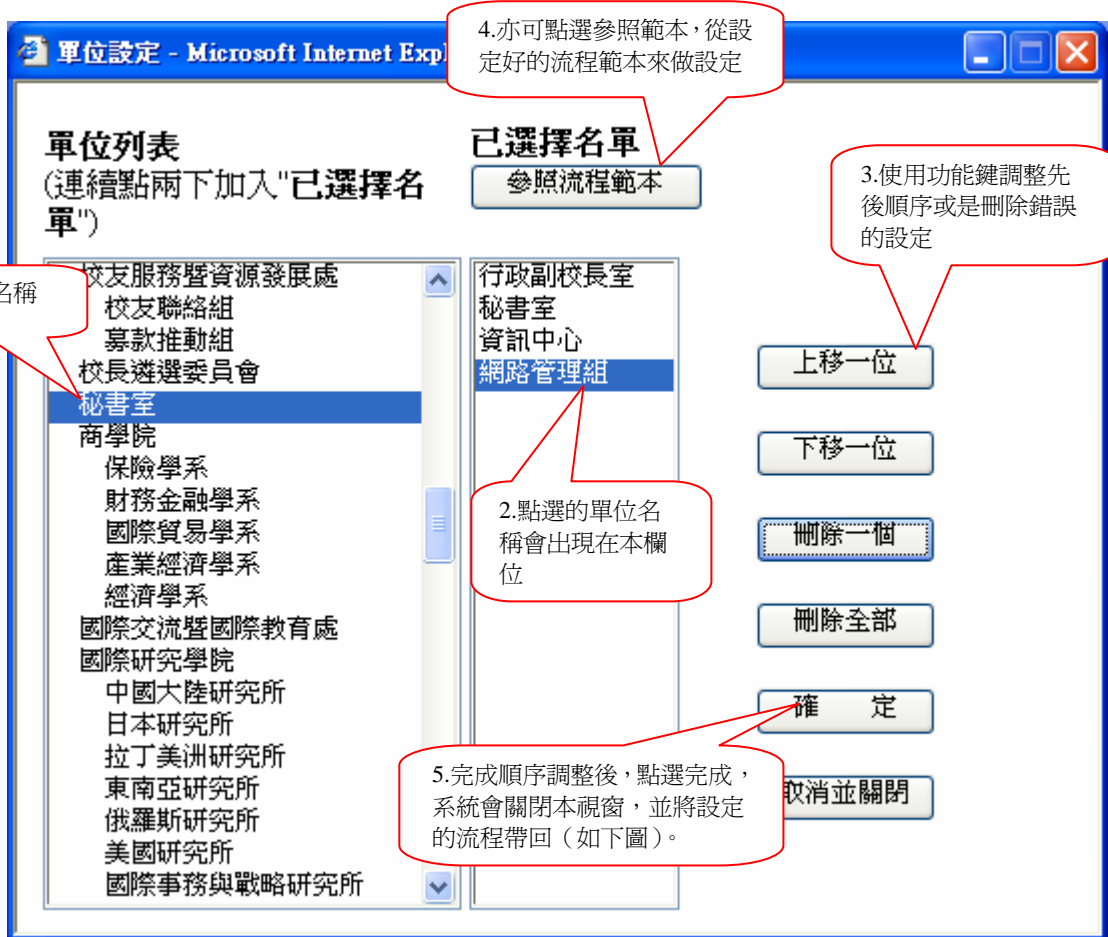 單位設定 - Microsoft Internet Exp
4.亦可點選參照範本，從設
定好的流程範本來做設定
單位列表
(連續點兩下加入"已選擇名
單")
已選擇名單
參照流程範本
3.使用功能鍵調整先
後順序或是刪除錯誤
的設定
名稱
校友服務暨資源發展處
校友聯絡組
募款推動組
校長遴選委員會
秘書室
商學院
保險學系
財務金融學系
國際貿易學系
產業經濟學系
經濟學系
國際交流暨國際教育處
國際研究學院
中國大陸研究所
日本研究所
拉丁美洲研究所
東南亞研究所
俄羅斯研究所
美國研究所
國際事務與戰略研究所
行政副校長室
秘書室
資訊中心
網路管理組
2.點選的單位名
稱會出現在本欄
位
上移一位
下移一位
刪除一個
刪除全部
確　定
取消並關閉
5.完成順序調整後，點選完成，
系統會關閉本視窗，並將設定
的流程帶回（如下圖）。